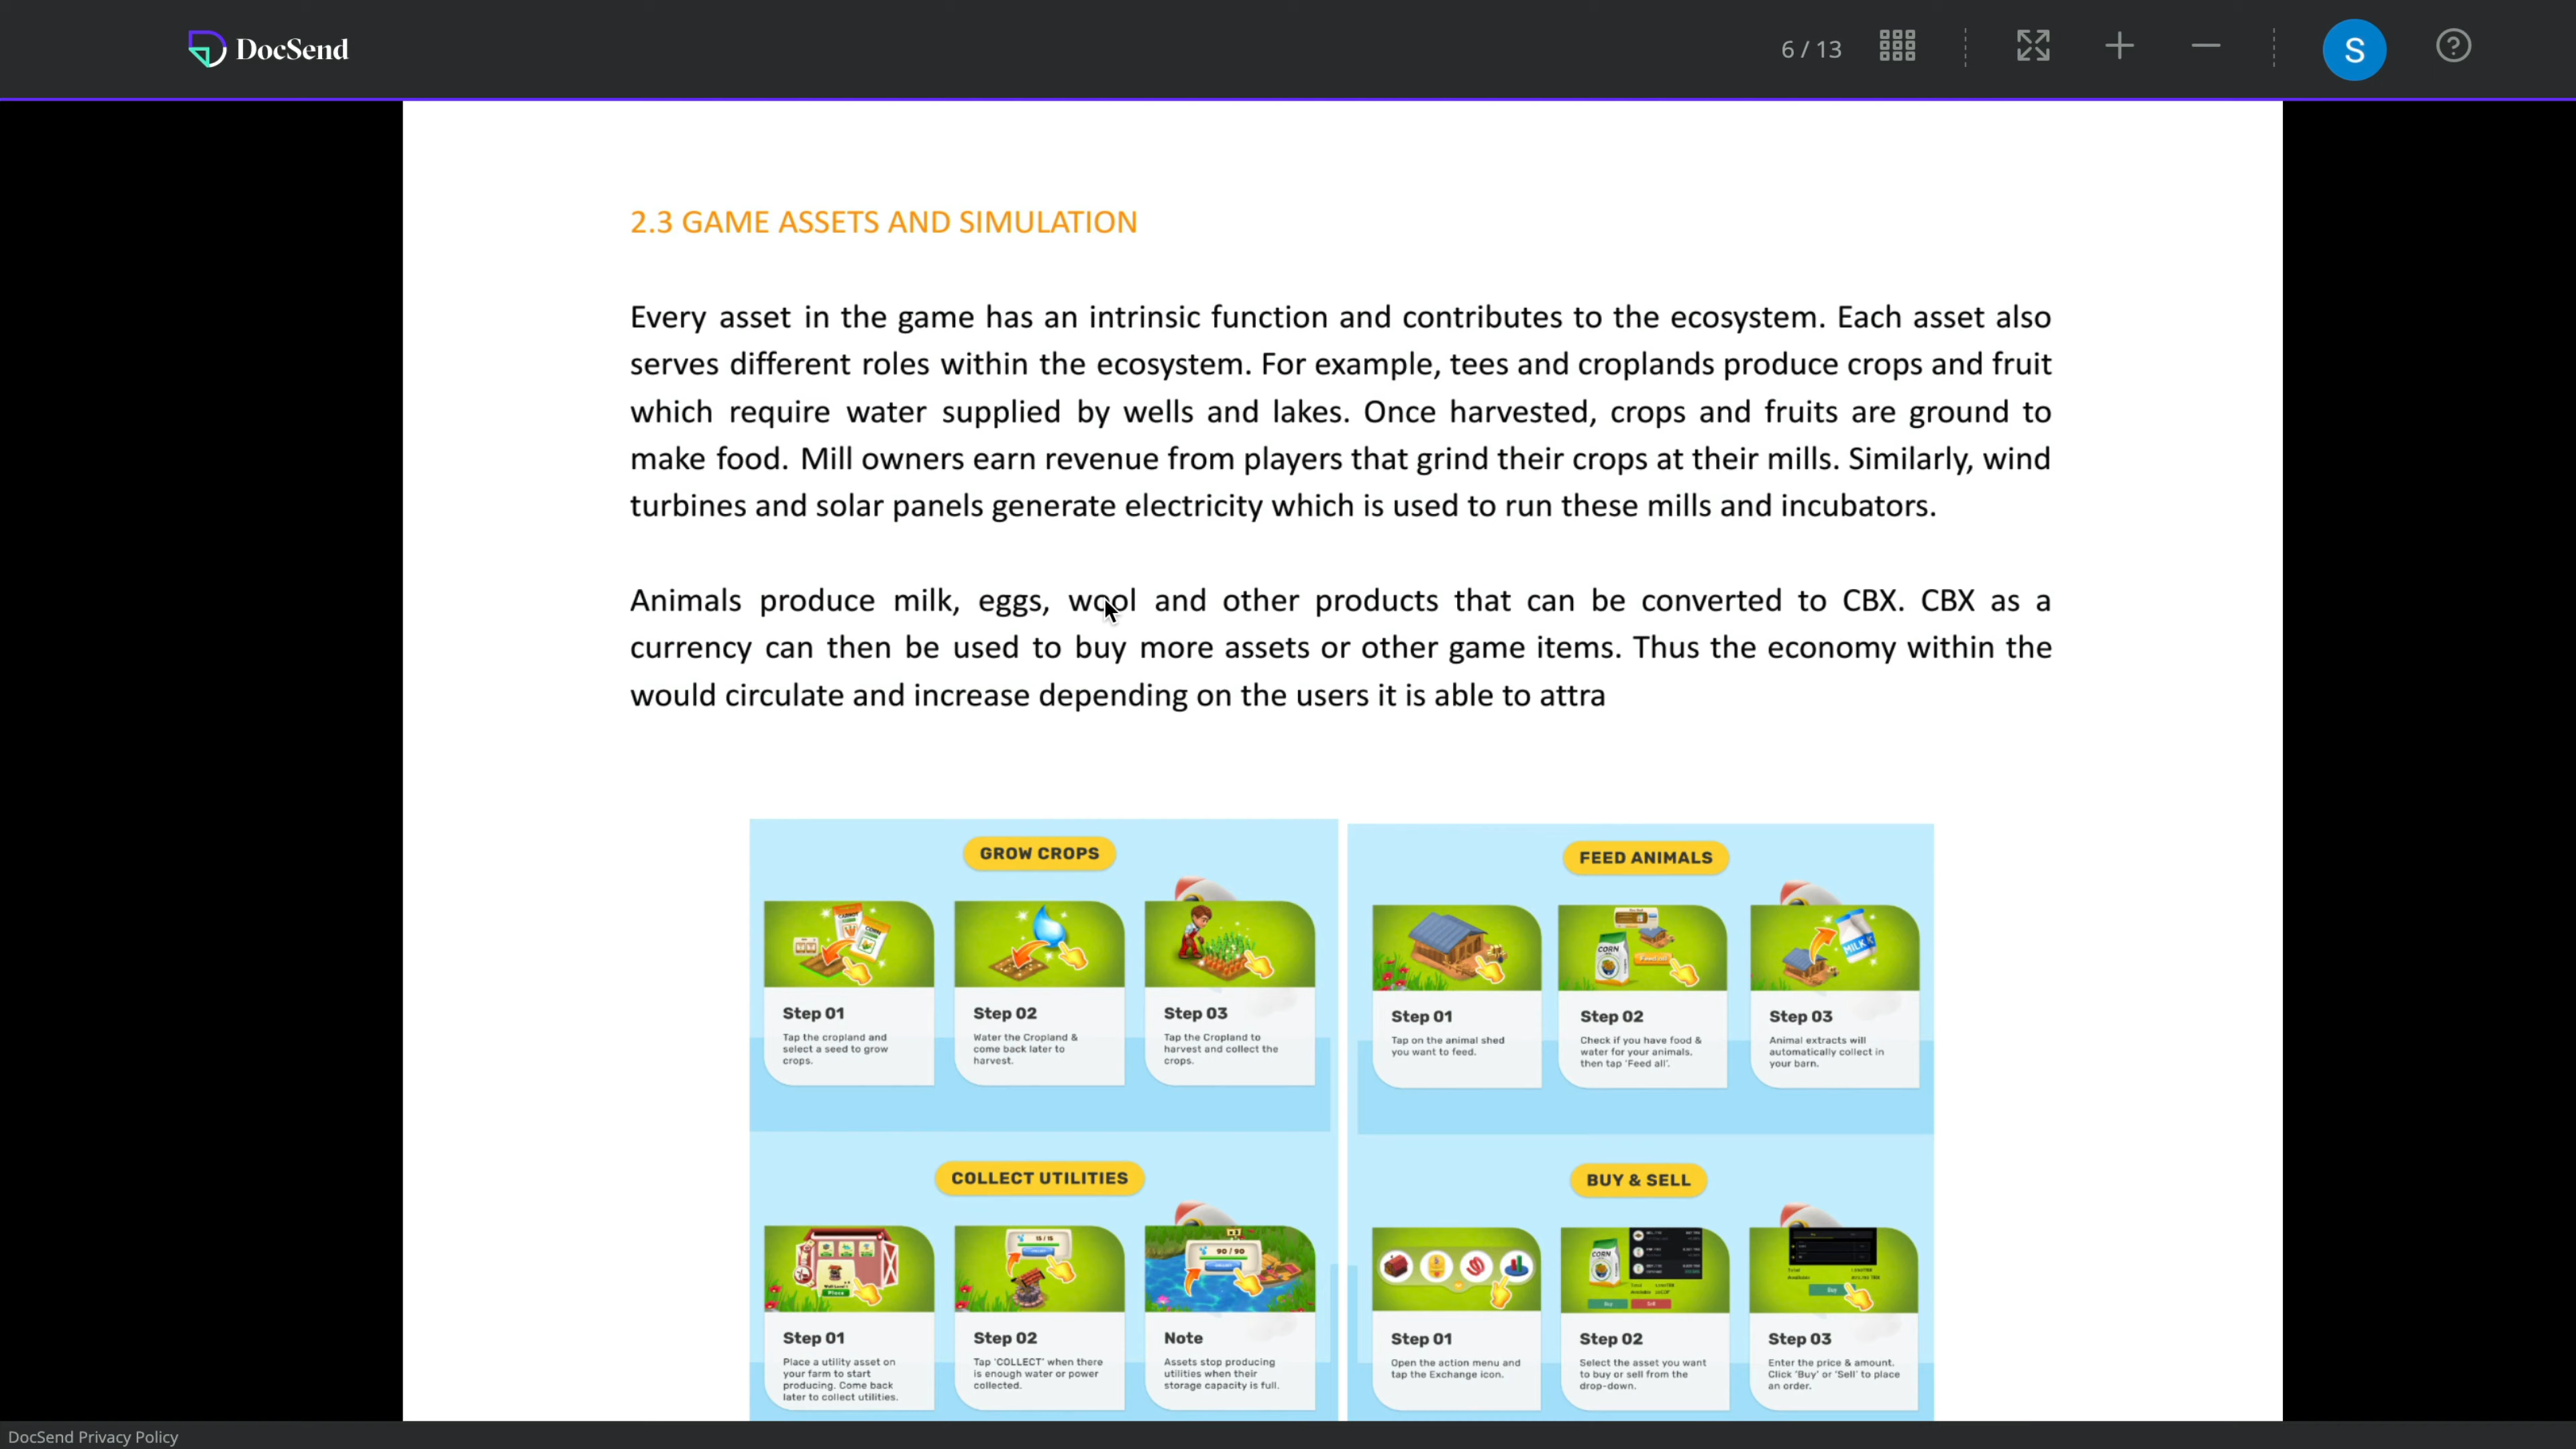 DocSend
6 / 13
S
?
2.3 GAME ASSETS AND SIMULATION
Every asset in the game has an intrinsic function and contributes to the ecosystem. Each asset also
serves different roles within the ecosystem. For example, tees and croplands produce crops and fruit
which require water supplied by wells and lakes. Once harvested, crops and fruits are ground to
make food. Mill owners earn revenue from players that grind their crops at their mills. Similarly, wind
turbines and solar panels generate electricity which is used to run these mills and incubators.
Animals produce milk, eggs, wool and other products that can be converted to CBX. CBX as a
currency can then be used to buy more assets or other game items. Thus the economy within the
would circulate and increase depending on the users it is able to attra
GROW CROPS
CORN
Step 01
Tap the cropland and
select a seed to grow
crops.
Step 02
Water the Cropland &
come back later to
harvest.
Step 03
Tap the Cropland to
harvest and collect the
crops.
FEED ANIMALS
CORN
MILK
Step 01
Tap on the animal shed
you want to feed.
Step 02
Check if you have food &
water for your animals,
then tap 'Feed all'.
Step 03
Animal extracts will
automatically collect in
your barn.
COLLECT UTILITIES
Place
15 / 15
90 / 90
Step 01
Place a utility asset on
your farm to start
producing. Come back
later to collect utilities.
Step 02
Tap 'COLLECT' when there
is enough water or power
collected.
Note
Assets stop producing
utilities when their
storage capacity is full.
BUY & SELL
CORN
Buy
Sell
Buy
Step 01
Open the action menu and
tap the Exchange icon.
Step 02
Select the asset you want
to buy or sell from the
drop-down.
Step 03
Enter the price & amount.
Click 'Buy' or 'Sell' to place
an order.
DocSend Privacy Policy